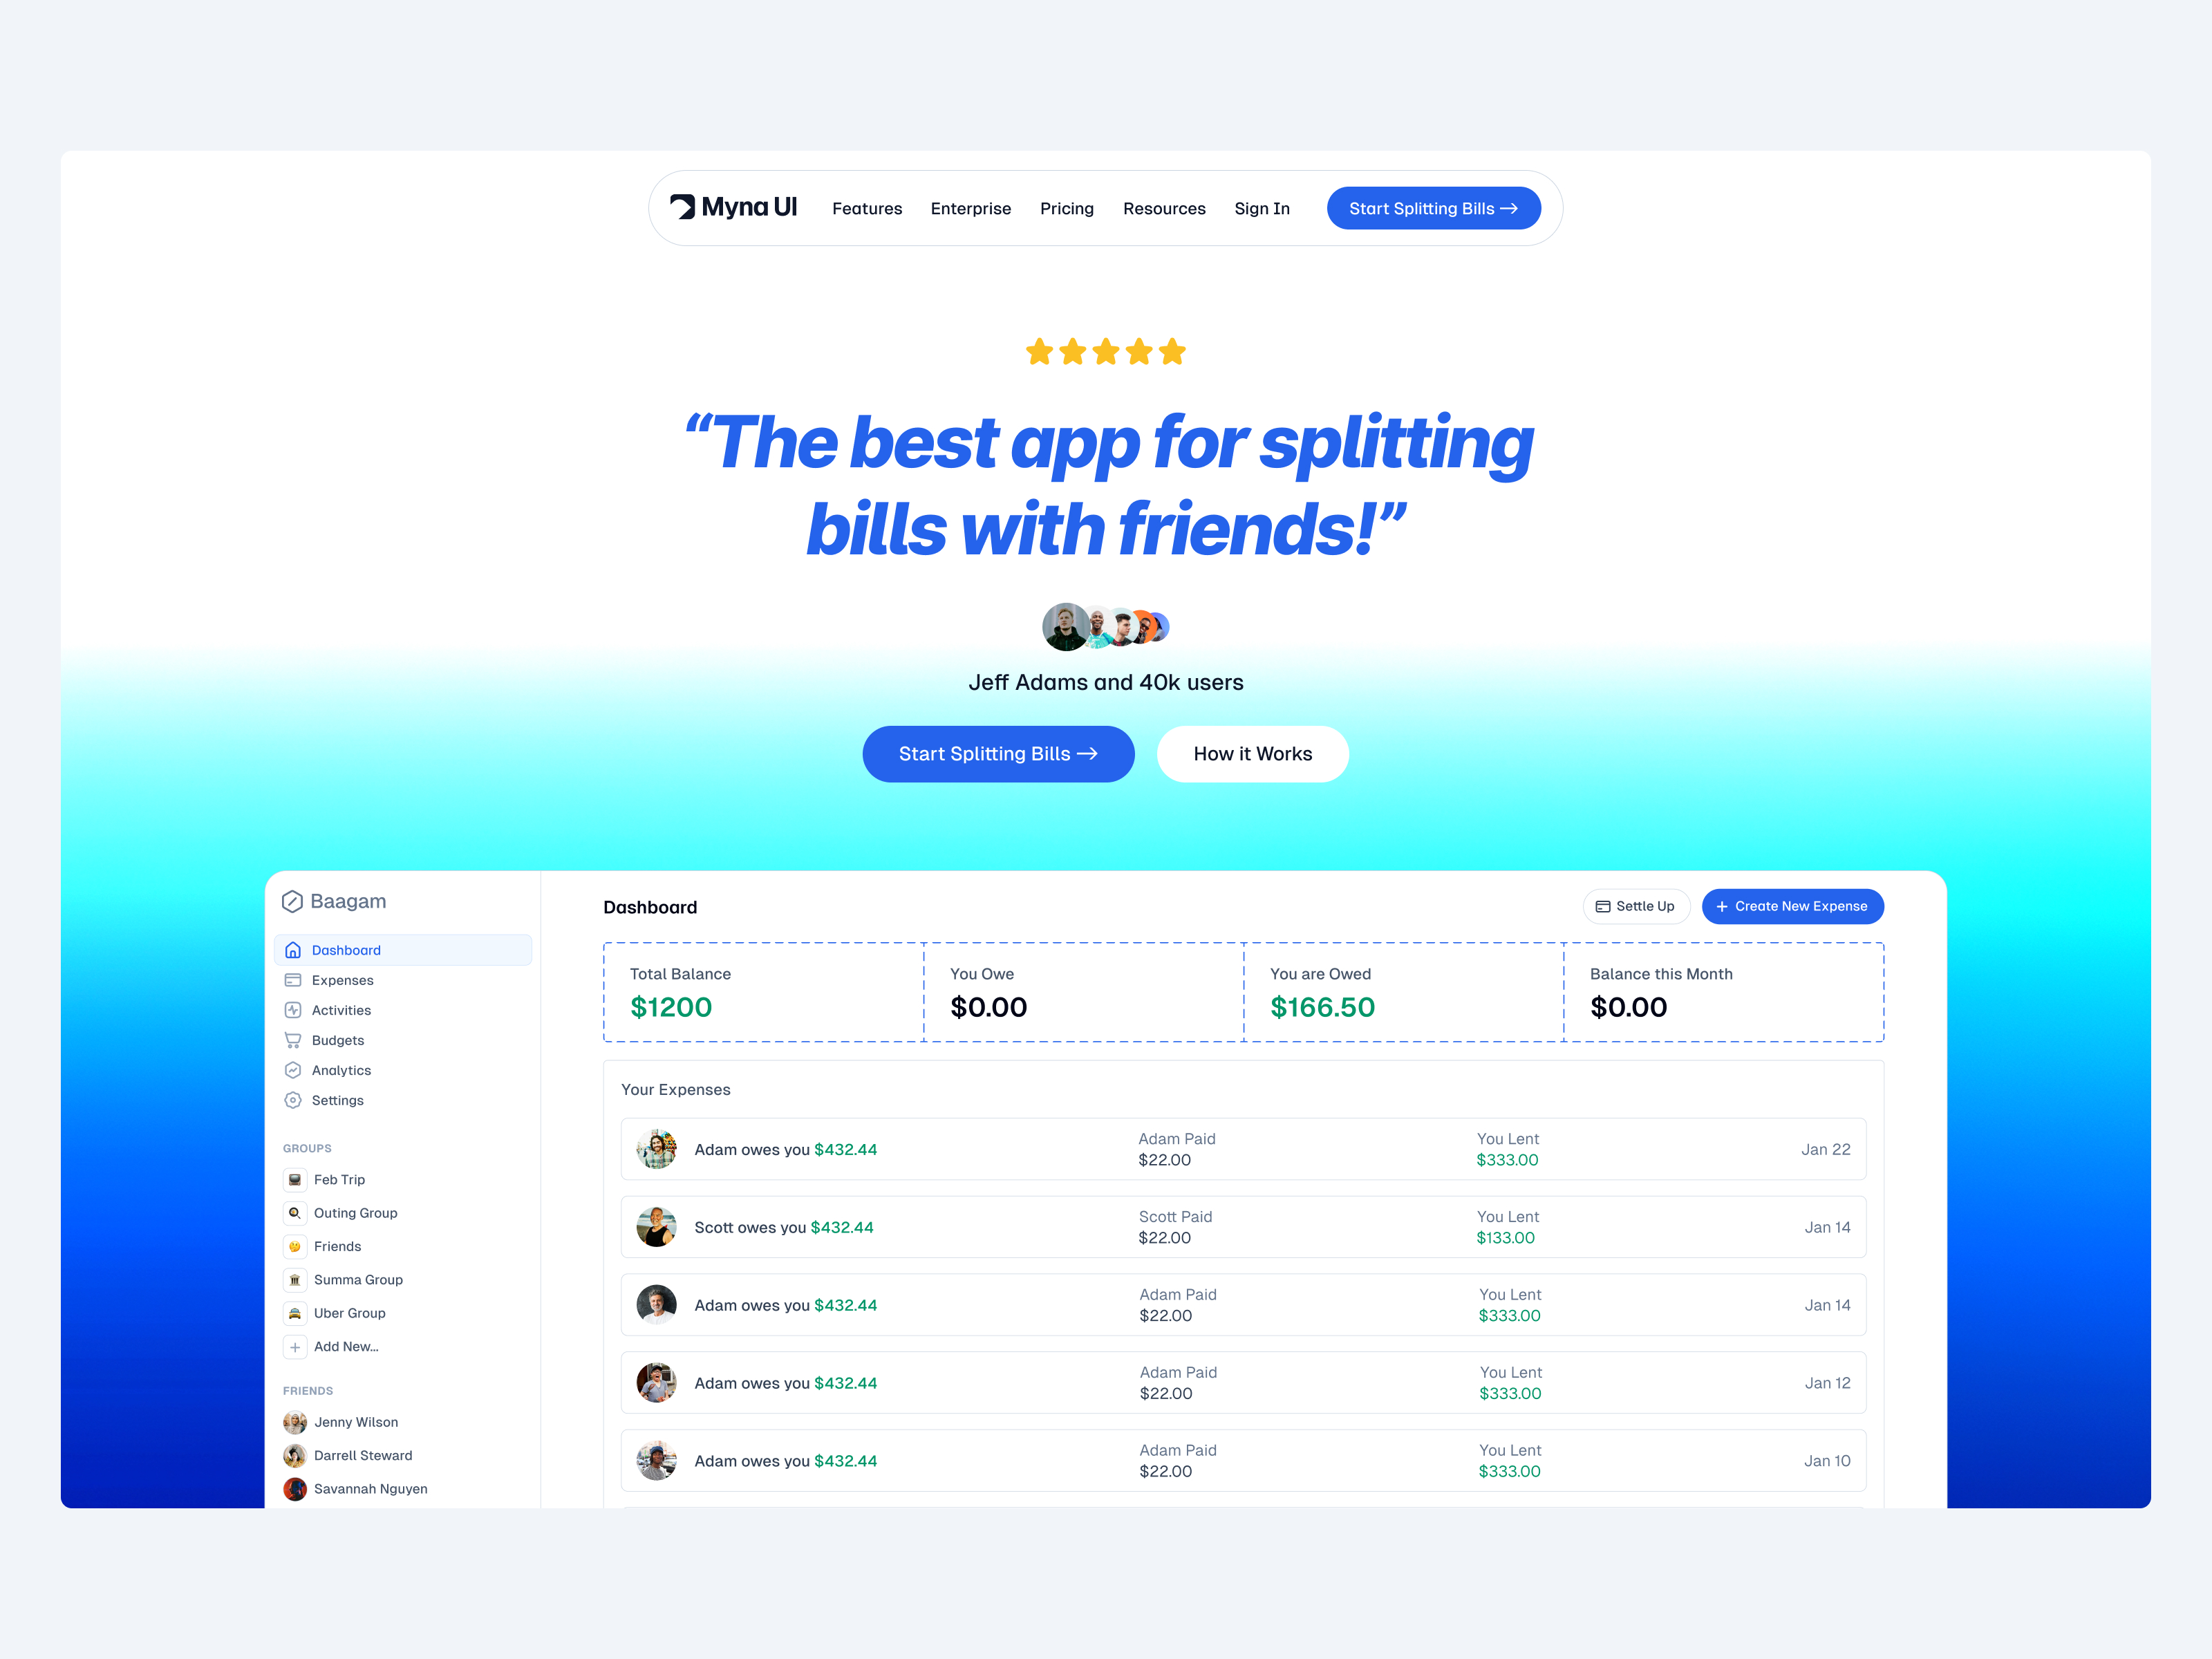 Myna UI Features Enterprise Pricing Resources Sign In Start Splitting Bills →
“The best app for splitting
bills with friends!”
Jeff Adams and 40k users
Start Splitting Bills → How it Works
Baagam
Dashboard
Expenses
Activities
Budgets
Analytics
Settings
GROUPS
Feb Trip
Outing Group
Friends
Summa Group
Uber Group
+ Add New...
FRIENDS
Jenny Wilson
Darrell Steward
Savannah Nguyen
Dashboard
Settle Up + Create New Expense
Total Balance
$1200
You Owe
$0.00
You are Owed
$166.50
Balance this Month
$0.00
Your Expenses
Adam owes you $432.44
Adam Paid
$22.00
You Lent
$333.00
Jan 22
Scott owes you $432.44
Scott Paid
$22.00
You Lent
$133.00
Jan 14
Adam owes you $432.44
Adam Paid
$22.00
You Lent
$333.00
Jan 14
Adam owes you $432.44
Adam Paid
$22.00
You Lent
$333.00
Jan 12
Adam owes you $432.44
Adam Paid
$22.00
You Lent
$333.00
Jan 10